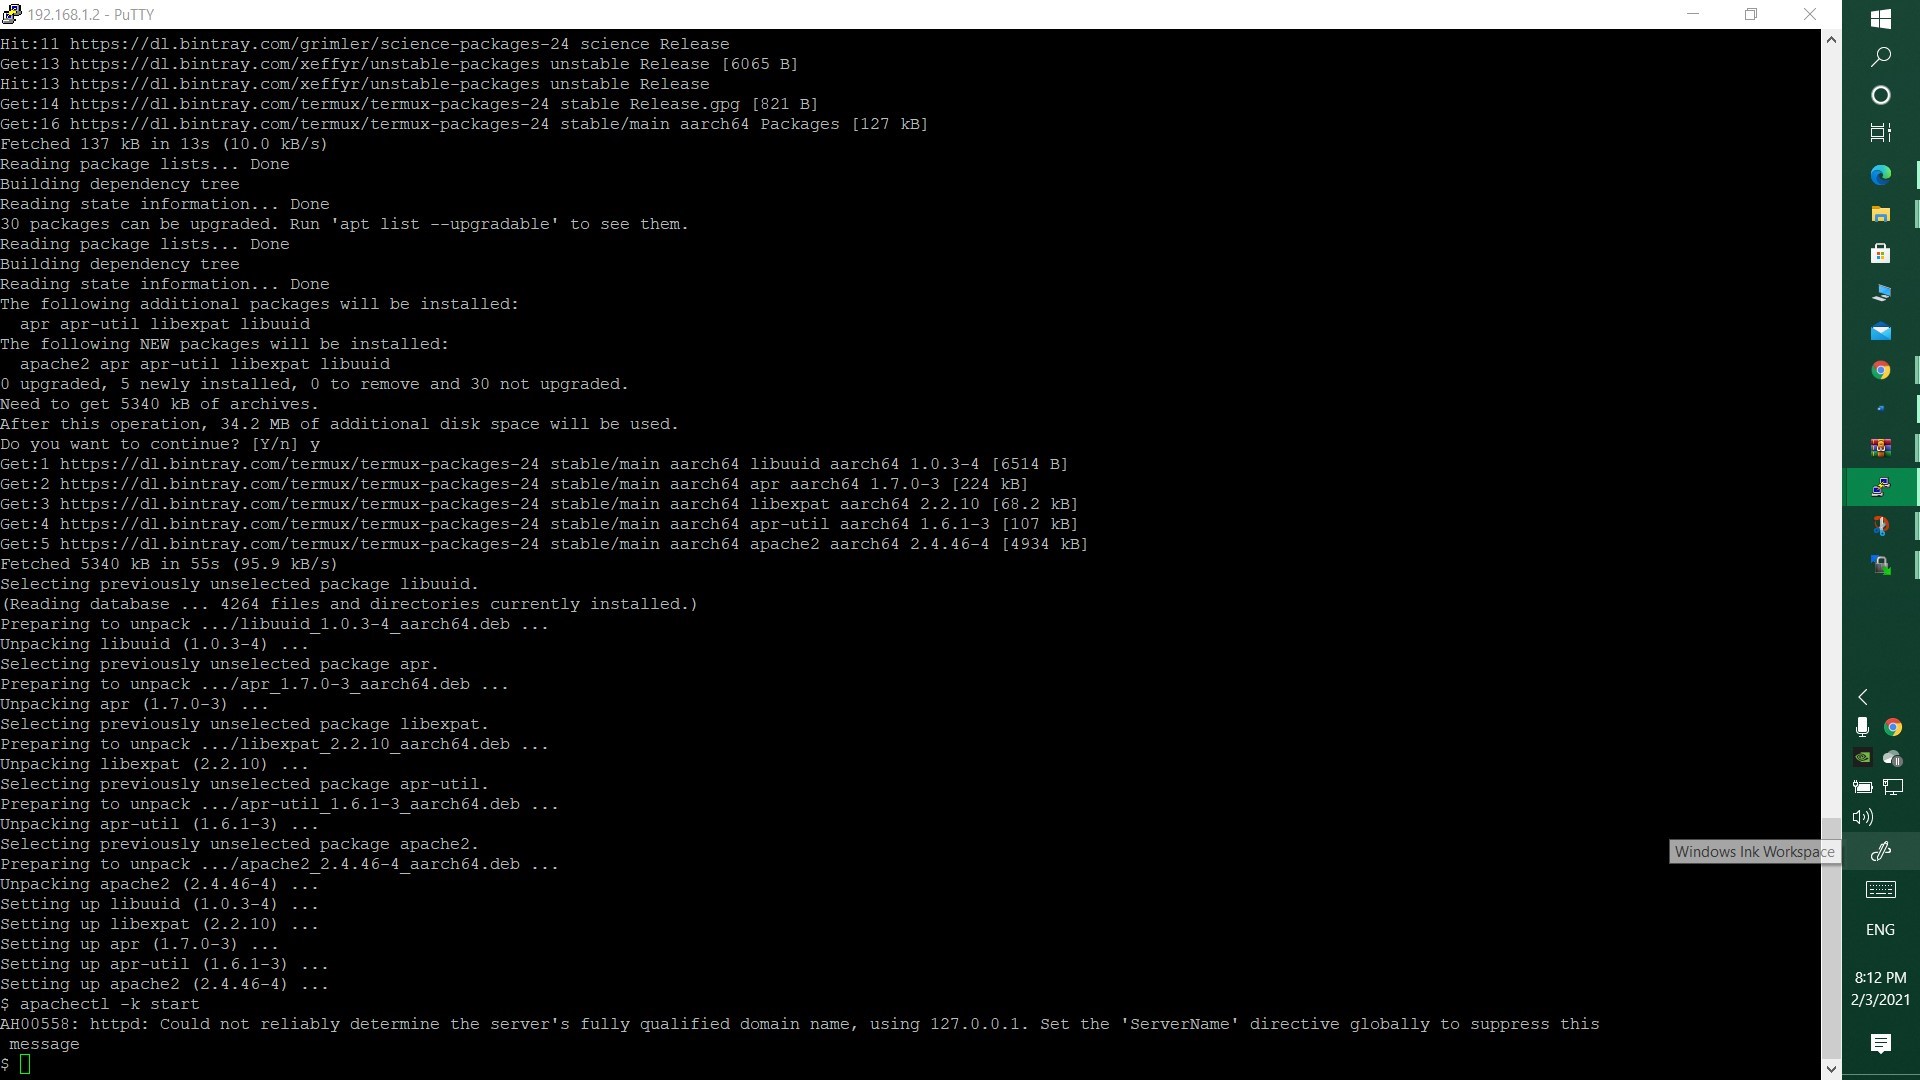 192.168.1.2 - PuTTY
Hit:11 https://dl.bintray.com/grimler/science-packages-24 science Release
Get:13 https://dl.bintray.com/xeffyr/unstable-packages unstable Release [6065 B]
Hit:13 https://dl.bintray.com/xeffyr/unstable-packages unstable Release
Get:14 https://dl.bintray.com/termux/termux-packages-24 stable Release.gpg [821 B]
Get:16 https://dl.bintray.com/termux/termux-packages-24 stable/main aarch64 Packages [127 kB]
Fetched 137 kB in 13s (10.0 kB/s)
Reading package lists... Done
Building dependency tree
Reading state information... Done
30 packages can be upgraded. Run 'apt list --upgradable' to see them.
Reading package lists... Done
Building dependency tree
Reading state information... Done
The following additional packages will be installed:
  apr apr-util libexpat libuuid
The following NEW packages will be installed:
  apache2 apr apr-util libexpat libuuid
0 upgraded, 5 newly installed, 0 to remove and 30 not upgraded.
Need to get 5340 kB of archives.
After this operation, 34.2 MB of additional disk space will be used.
Do you want to continue? [Y/n] y
Get:1 https://dl.bintray.com/termux/termux-packages-24 stable/main aarch64 libuuid aarch64 1.0.3-4 [6514 B]
Get:2 https://dl.bintray.com/termux/termux-packages-24 stable/main aarch64 apr aarch64 1.7.0-3 [224 kB]
Get:3 https://dl.bintray.com/termux/termux-packages-24 stable/main aarch64 libexpat aarch64 2.2.10 [68.2 kB]
Get:4 https://dl.bintray.com/termux/termux-packages-24 stable/main aarch64 apr-util aarch64 1.6.1-3 [107 kB]
Get:5 https://dl.bintray.com/termux/termux-packages-24 stable/main aarch64 apache2 aarch64 2.4.46-4 [4934 kB]
Fetched 5340 kB in 55s (95.9 kB/s)
Selecting previously unselected package libuuid.
(Reading database ... 4264 files and directories currently installed.)
Preparing to unpack .../libuuid_1.0.3-4_aarch64.deb ...
Unpacking libuuid (1.0.3-4) ...
Selecting previously unselected package apr.
Preparing to unpack .../apr_1.7.0-3_aarch64.deb ...
Unpacking apr (1.7.0-3) ...
Selecting previously unselected package libexpat.
Preparing to unpack .../libexpat_2.2.10_aarch64.deb ...
Unpacking libexpat (2.2.10) ...
Selecting previously unselected package apr-util.
Preparing to unpack .../apr-util_1.6.1-3_aarch64.deb ...
Unpacking apr-util (1.6.1-3) ...
Selecting previously unselected package apache2.
Preparing to unpack .../apache2_2.4.46-4_aarch64.deb ...
Unpacking apache2 (2.4.46-4) ...
Setting up libuuid (1.0.3-4) ...
Setting up libexpat (2.2.10) ...
Setting up apr (1.7.0-3) ...
Setting up apr-util (1.6.1-3) ...
Setting up apache2 (2.4.46-4) ...
$ apachectl -k start
AH00558: httpd: Could not reliably determine the server's fully qualified domain name, using 127.0.0.1. Set the 'ServerName' directive globally to suppress this
 message
$
Windows Ink Workspace
ENG
8:12 PM
2/3/2021